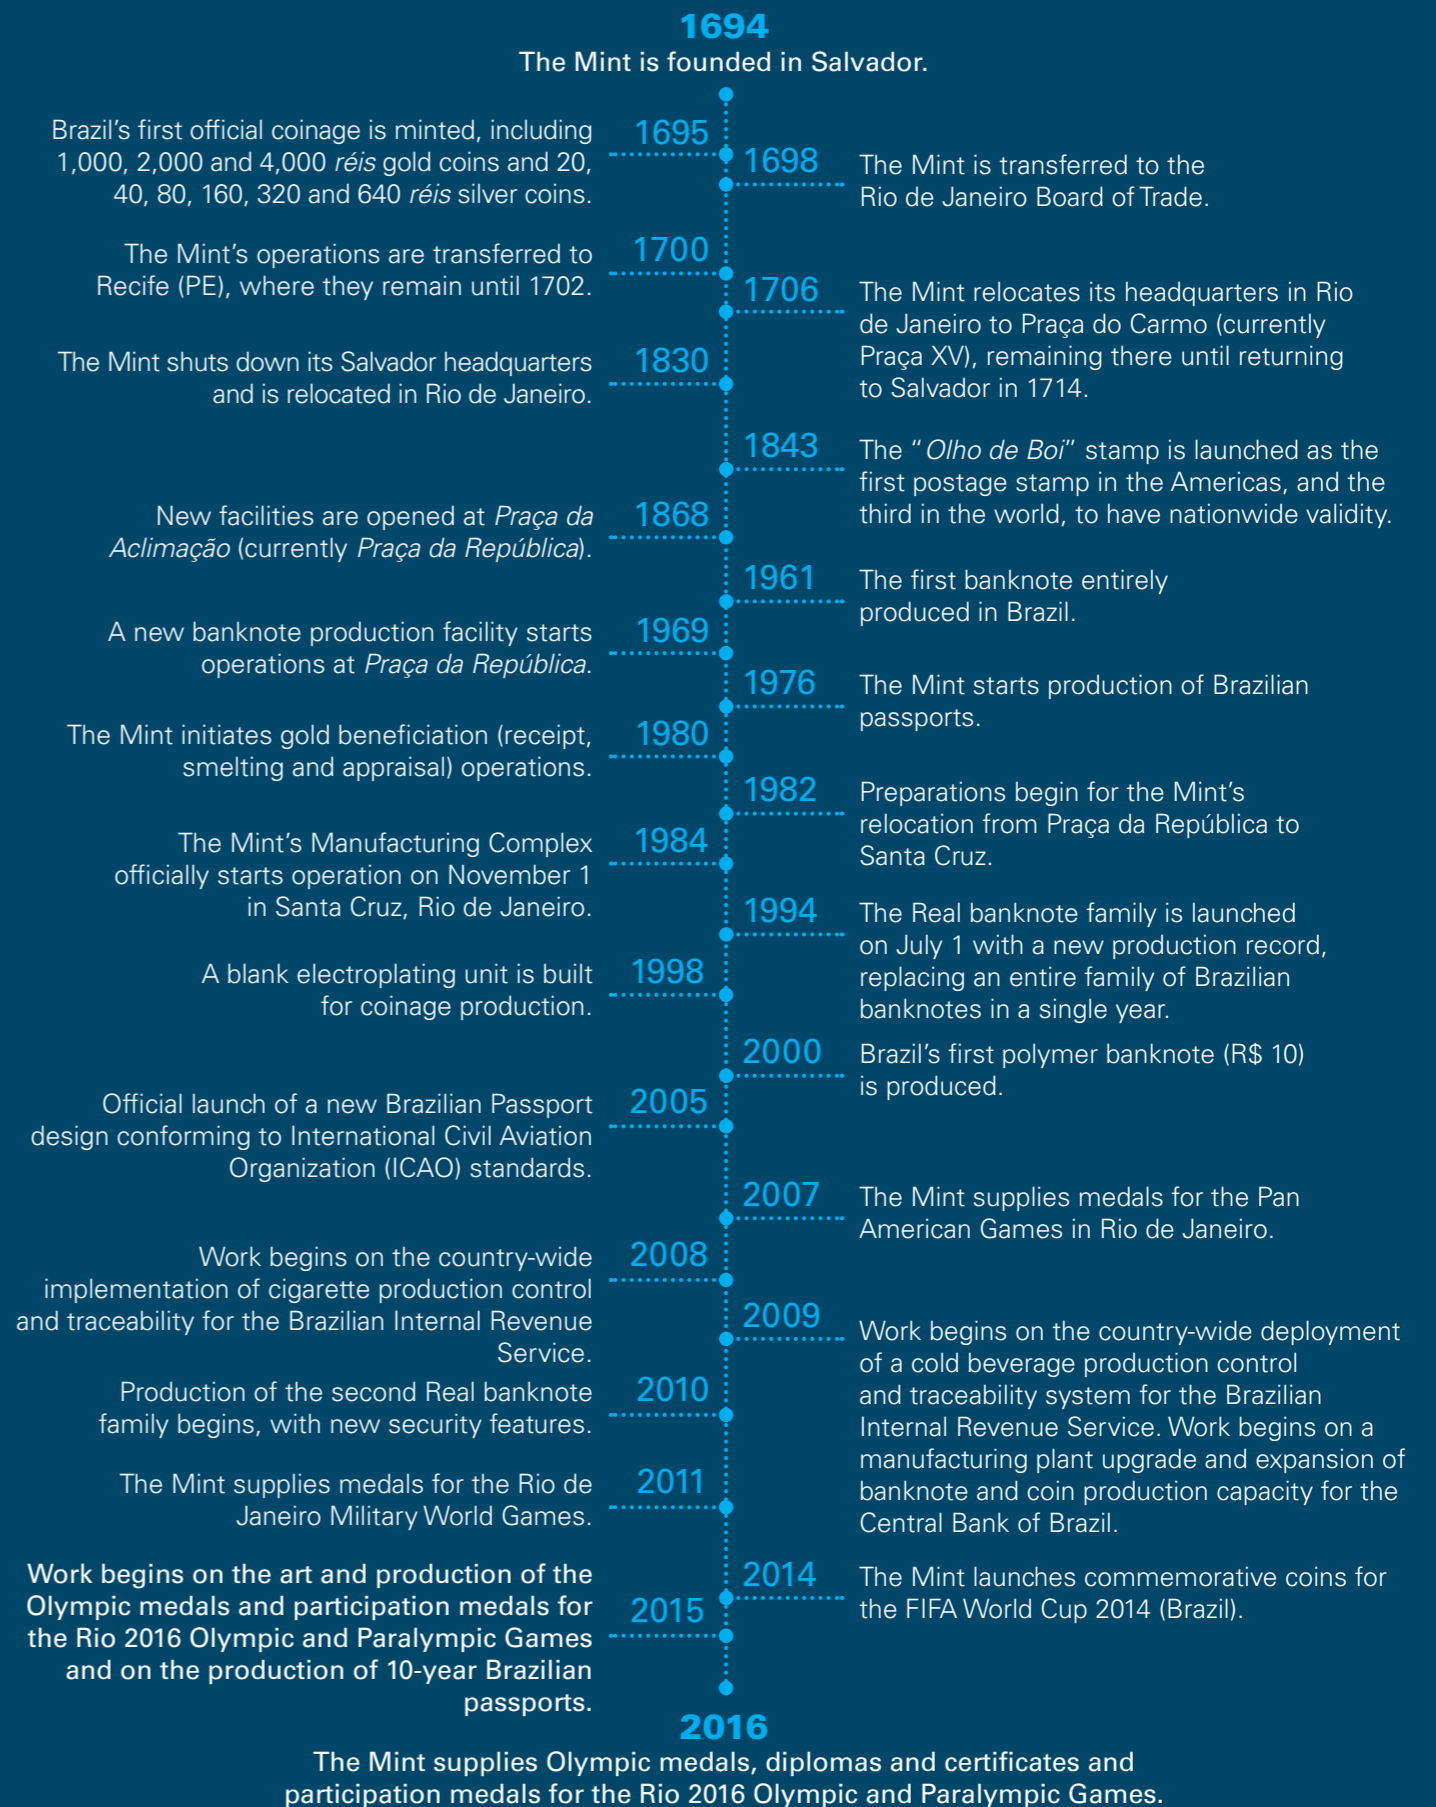 1694
The Mint is founded in Salvador.
1695
Brazil's first official coinage is minted, including
1,000, 2,000 and 4,000 réis gold coins and 20,
40, 80, 160, 320 and 640 réis silver coins.
1698
The Mint is transferred to the
Rio de Janeiro Board of Trade.
1700
The Mint's operations are transferred to
Recife (PE), where they remain until 1702.
1706
The Mint relocates its headquarters in Rio
de Janeiro to Praça do Carmo (currently
Praça XV), remaining there until returning
to Salvador in 1714.
1830
The Mint shuts down its Salvador headquarters
and is relocated in Rio de Janeiro.
1843
The "Olho de Boi" stamp is launched as the
first postage stamp in the Americas, and the
third in the world, to have nationwide validity.
1868
New facilities are opened at Praça da
Aclimação (currently Praça da República).
1961
The first banknote entirely
produced in Brazil.
1969
A new banknote production facility starts
operations at Praça da República.
1976
The Mint starts production of Brazilian
passports.
1980
The Mint initiates gold beneficiation (receipt,
smelting and appraisal) operations.
1982
Preparations begin for the Mint's
relocation from Praça da República to
Santa Cruz.
1984
The Mint's Manufacturing Complex
officially starts operation on November 1
in Santa Cruz, Rio de Janeiro.
1994
The Real banknote family is launched
on July 1 with a new production record,
replacing an entire family of Brazilian
banknotes in a single year.
1998
A blank electroplating unit is built
for coinage production.
2000
Brazil's first polymer banknote (R$ 10)
is produced.
2005
Official launch of a new Brazilian Passport
design conforming to International Civil Aviation
Organization (ICAO) standards.
2007
The Mint supplies medals for the Pan
American Games in Rio de Janeiro.
2008
Work begins on the country-wide
implementation of cigarette production control
and traceability for the Brazilian Internal Revenue
Service.
2009
Work begins on the country-wide deployment
of a cold beverage production control
and traceability system for the Brazilian
Internal Revenue Service. Work begins on a
manufacturing plant upgrade and expansion of
banknote and coin production capacity for the
Central Bank of Brazil.
2010
Production of the second Real banknote
family begins, with new security features.
2011
The Mint supplies medals for the Rio de
Janeiro Military World Games.
2014
The Mint launches commemorative coins for
the FIFA World Cup 2014 (Brazil).
2015
Work begins on the art and production of the
Olympic medals and participation medals for
the Rio 2016 Olympic and Paralympic Games
and on the production of 10-year Brazilian
passports.
2016
The Mint supplies Olympic medals, diplomas and certificates and
participation medals for the Rio 2016 Olympic and Paralympic Games.